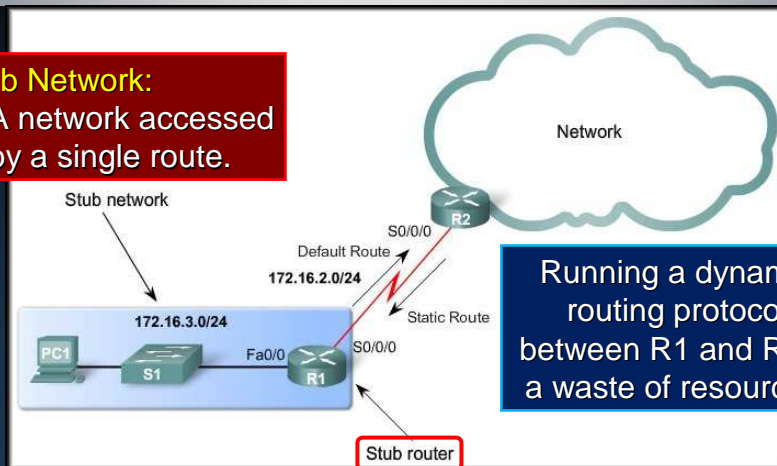 b Network:
A network accessed
by a single route.
Network
Stub network
R2
S0/0/0
Default Route
172.16.2.0/24
Static Route
172.16.3.0/24
PC1
S1
Fa0/0
R1
S0/0/0
Stub router
Running a dynam
routing protoco
between R1 and R
a waste of resour